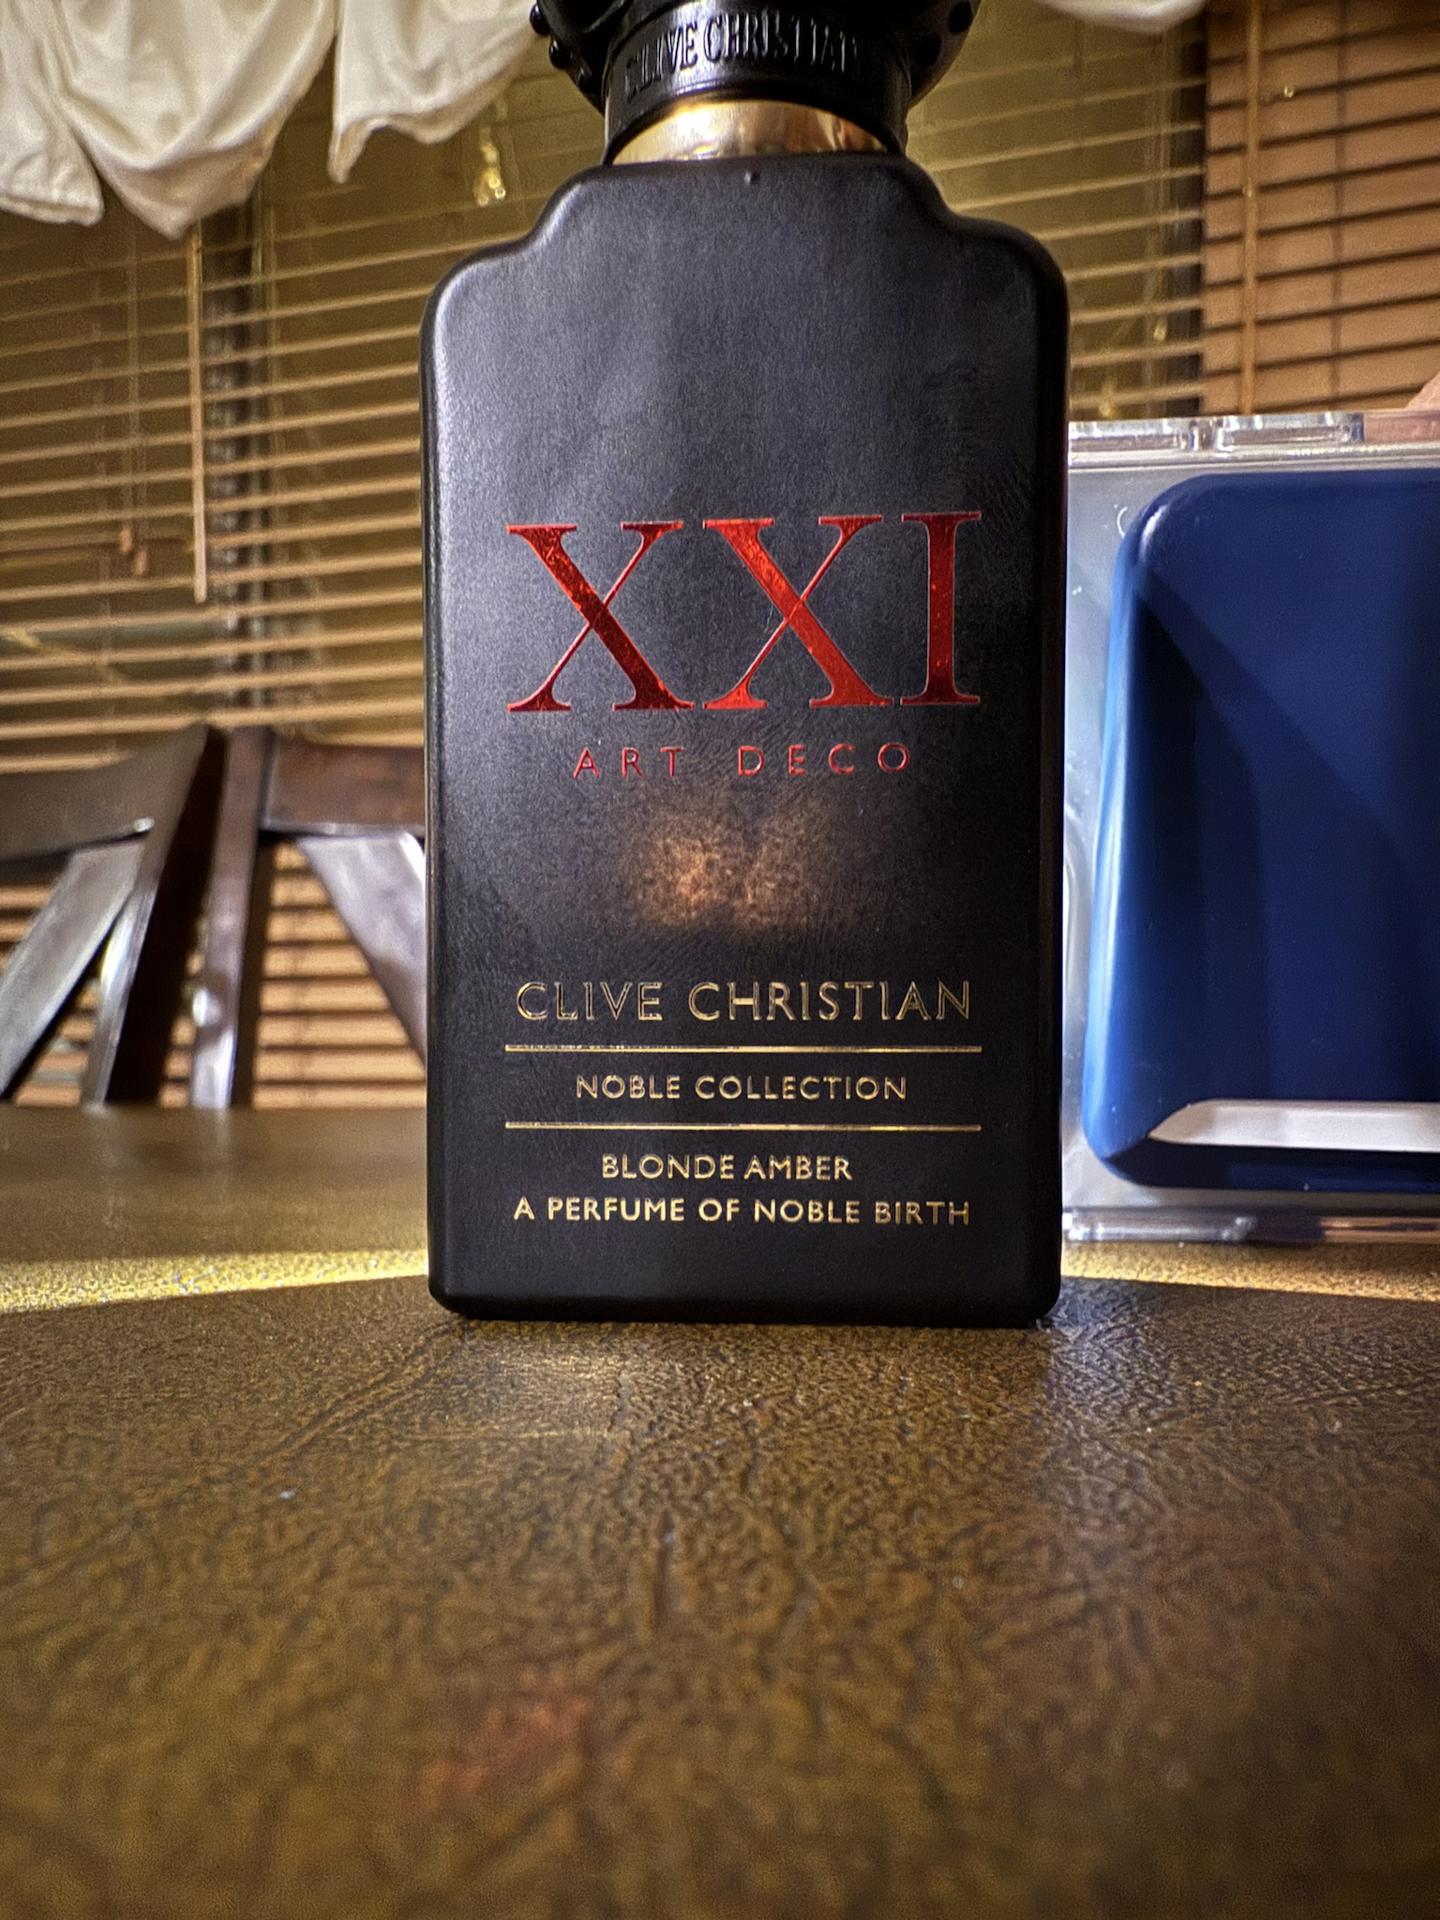 CLIVE CHRISTIAN
XXI
ART DECO
CLIVE CHRISTIAN
NOBLE COLLECTION
BLONDE AMBER
A PERFUME OF NOBLE BIRTH